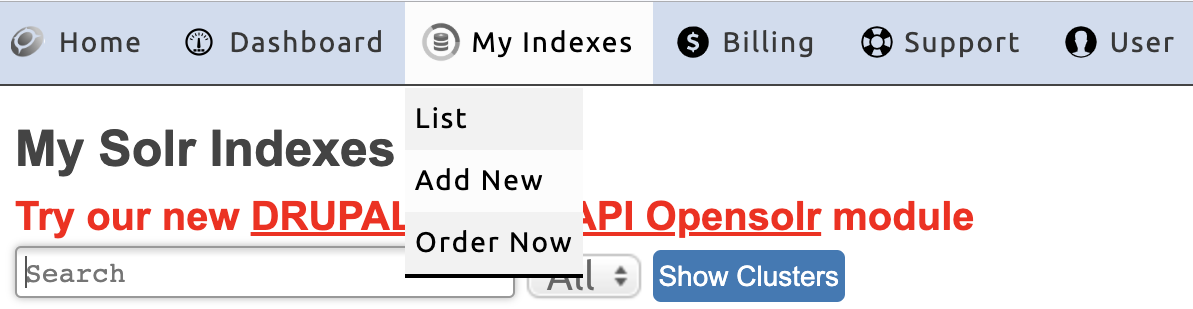 Home Dashboard My Indexes Billing Support User
List
My Solr Indexes
Add New
Try our new DRUPAL API Opensolr module
Order Now
Search All Show Clusters